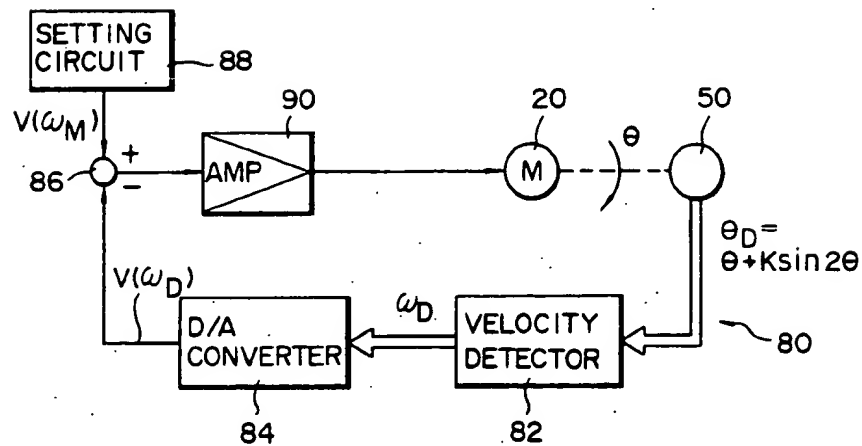 SETTING
CIRCUIT
88
V(ωM)
86
+
−
90
AMP
20
M
θ
50
θD=
θ+Ksin2θ
80
V(ωD)
D/A
CONVERTER
84
ωD
VELOCITY
DETECTOR
82